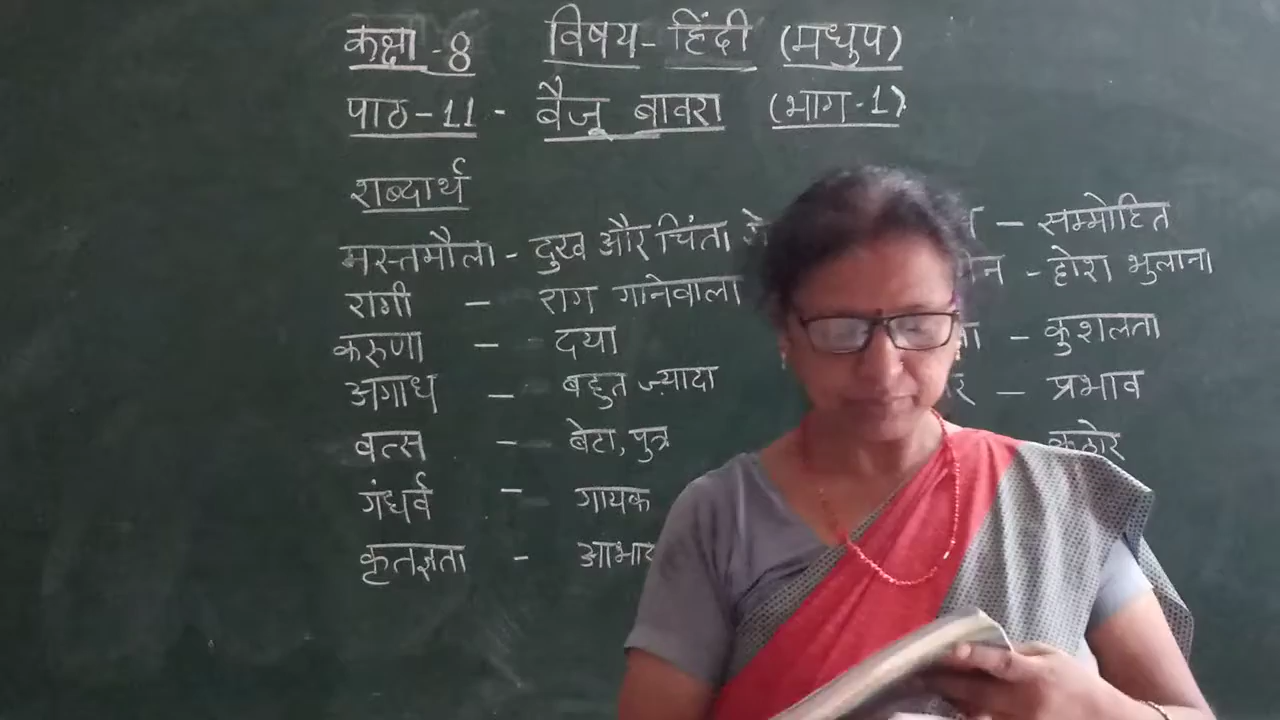 कक्षा - 8 विषय - हिंदी (मधुप)
पाठ - 11 - बैजू बावरा (भाग - 1)
शब्दार्थ
मस्तमौला - दुख और चिंता – सम्मोहित
रागी – राग गानेवाला - होश भुलाना
करुणा – दया – कुशलता
अगाध – बहुत ज़्यादा – प्रभाव
वत्स - बेटा, पुत्र कठोर
गंधर्व - गायक
कृतज्ञता -